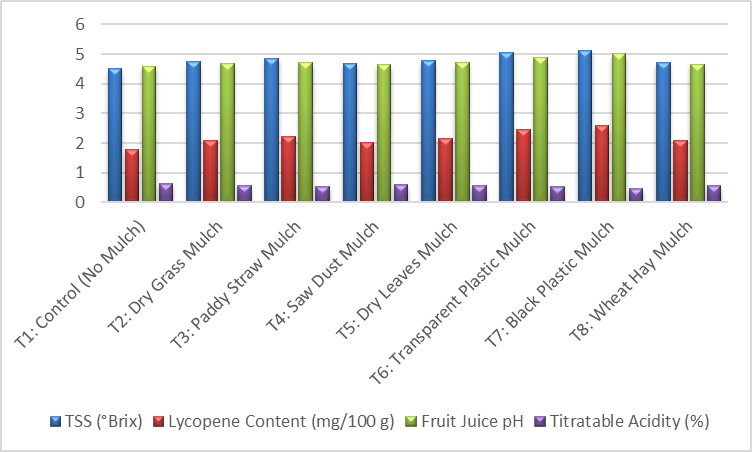 6
5
4
3
2
1
0
T1: Control (No Mulch)
T2: Dry Grass Mulch
T3: Paddy Straw Mulch
T4: Saw Dust Mulch
T5: Dry Leaves Mulch
T6: Transparent Plastic Mulch
T7: Black Plastic Mulch
T8: Wheat Hay Mulch
TSS (°Brix) Lycopene Content (mg/100 g) Fruit Juice pH Titratable Acidity (%)